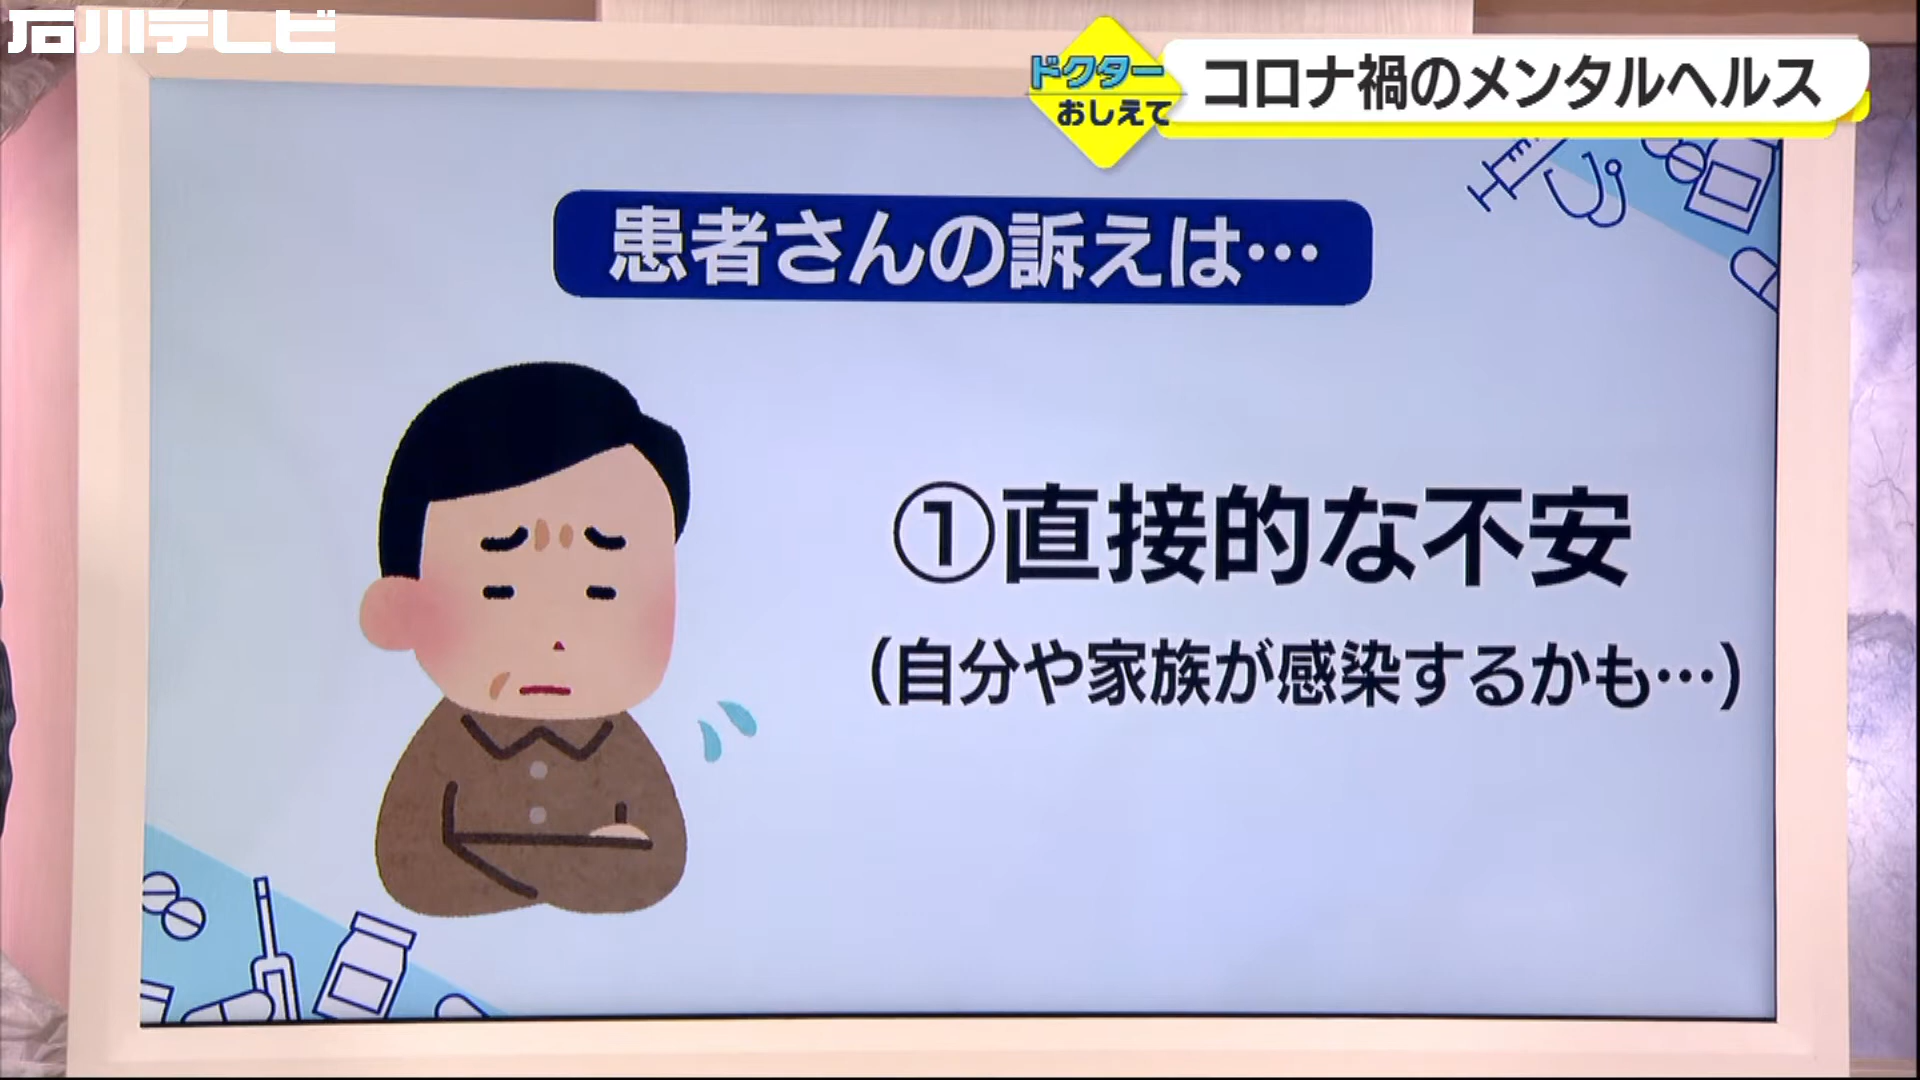 石川テレビ
ドクター
おしえて
コロナ禍のメンタルヘルス
患者さんの訴えは…
①直接的な不安
（自分や家族が感染するかも…）